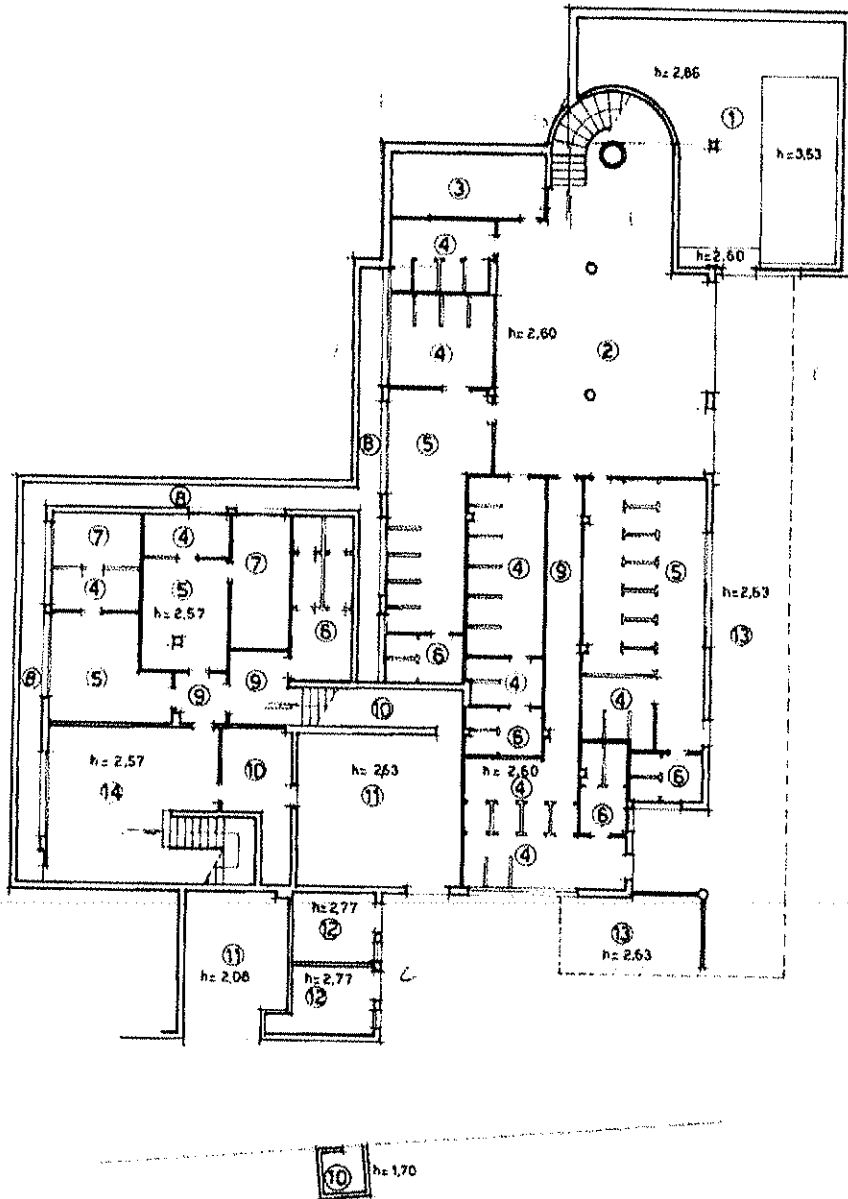 h= 2,86
①
h= 3,53
③
④
h= 2,60
h= 2,60
④
②
⑤
⑧
⑧
⑦
④
⑦
④
⑨
⑤
④
⑤
h= 2,57
h= 2,63
⑥
⑬
⑥
⑤
⑧
⑨
⑨
④
⑩
④
⑥
h= 2,57
⑭
⑩
h= 2,63
⑪
h= 2,60
④
⑥
⑥
④
h= 2,77
⑫
⑬
h= 2,63
⑪
h= 2,08
h= 2,77
⑫
⑩
h= 1,70